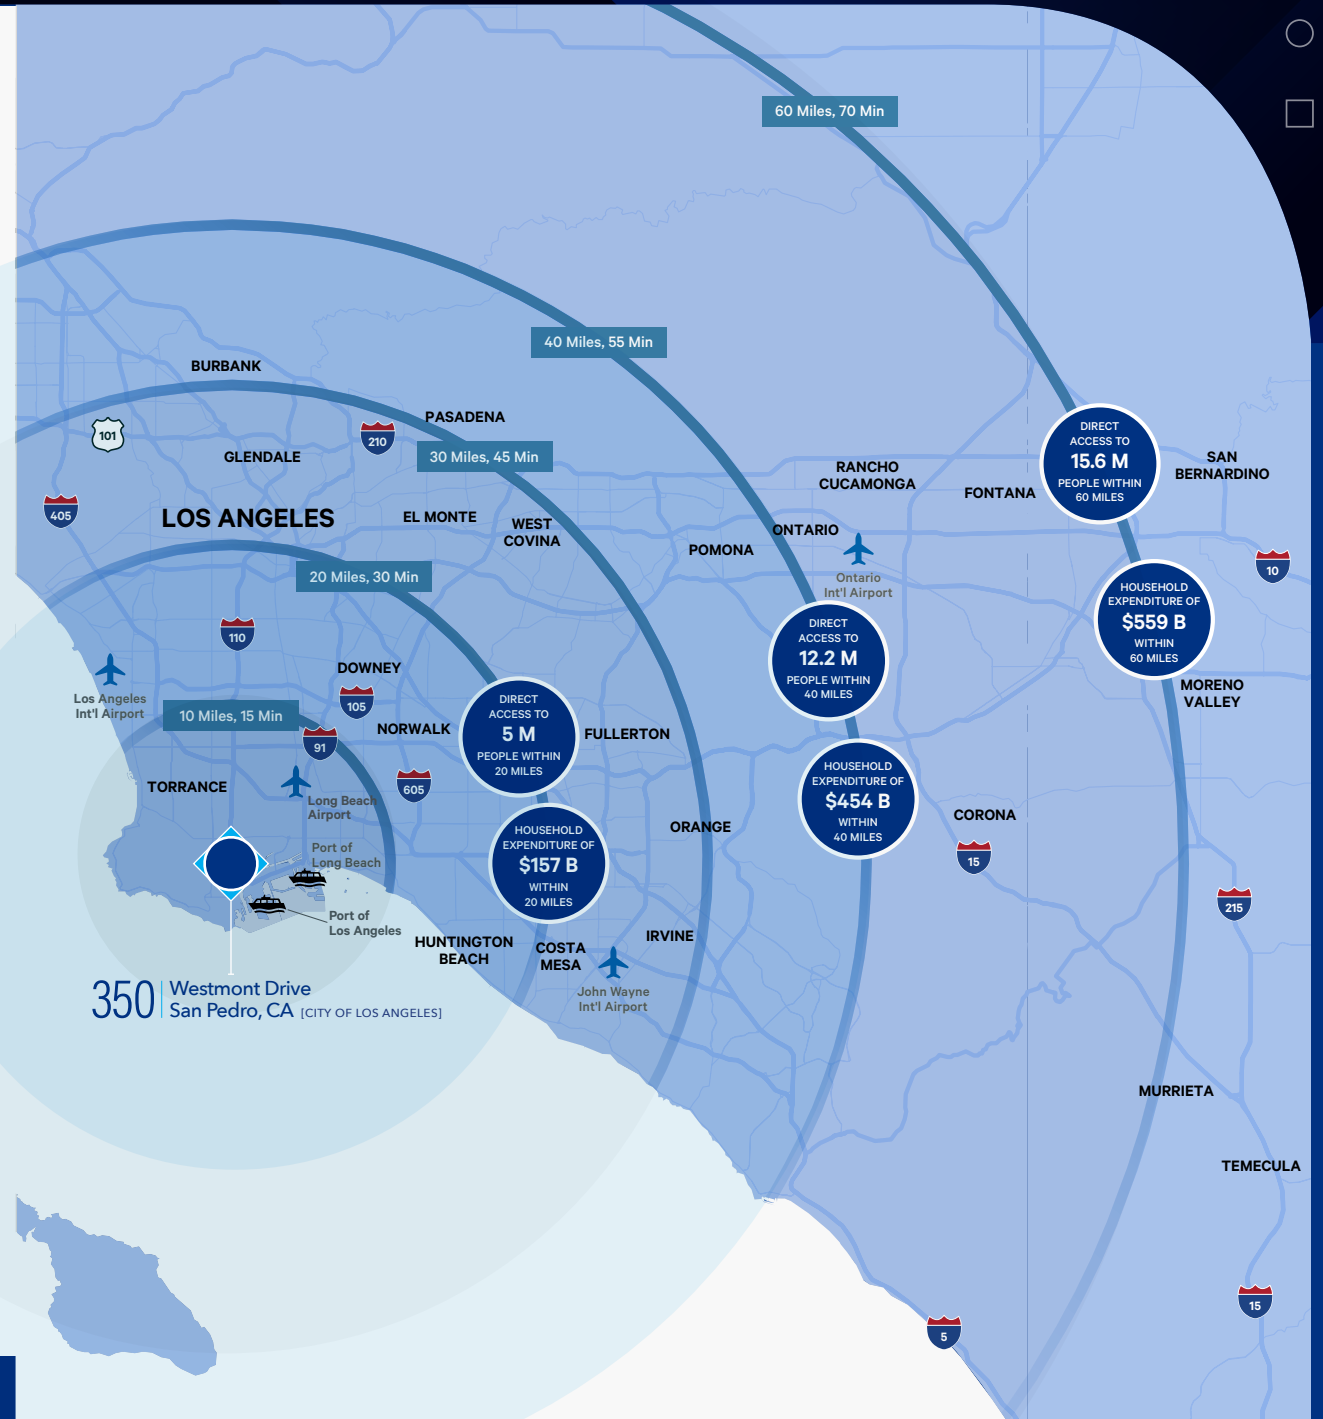 60 Miles, 70 Min
40 Miles, 55 Min
BURBANK
PASADENA
101
210
30 Miles, 45 Min
GLENDALE
DIRECT
ACCESS TO
15.6 M
PEOPLE WITHIN
60 MILES
SAN
BERNARDINO
RANCHO
CUCAMONGA
FONTANA
405
LOS ANGELES
EL MONTE
WEST
COVINA
ONTARIO
POMONA
Ontario
Int'l Airport
10
20 Miles, 30 Min
HOUSEHOLD
EXPENDITURE OF
$559 B
WITHIN
60 MILES
110
DIRECT
ACCESS TO
12.2 M
PEOPLE WITHIN
40 MILES
DOWNEY
Los Angeles
Int'l Airport
105
MORENO
VALLEY
10 Miles, 15 Min
NORWALK
DIRECT
ACCESS TO
5 M
PEOPLE WITHIN
20 MILES
FULLERTON
91
TORRANCE
605
Long Beach
Airport
HOUSEHOLD
EXPENDITURE OF
$454 B
WITHIN
40 MILES
CORONA
ORANGE
HOUSEHOLD
EXPENDITURE OF
$157 B
WITHIN
20 MILES
Port of
Long Beach
15
215
Port of
Los Angeles
HUNTINGTON
BEACH
COSTA
MESA
IRVINE
John Wayne
Int'l Airport
350
Westmont Drive
San Pedro, CA [CITY OF LOS ANGELES]
MURRIETA
TEMECULA
15
5